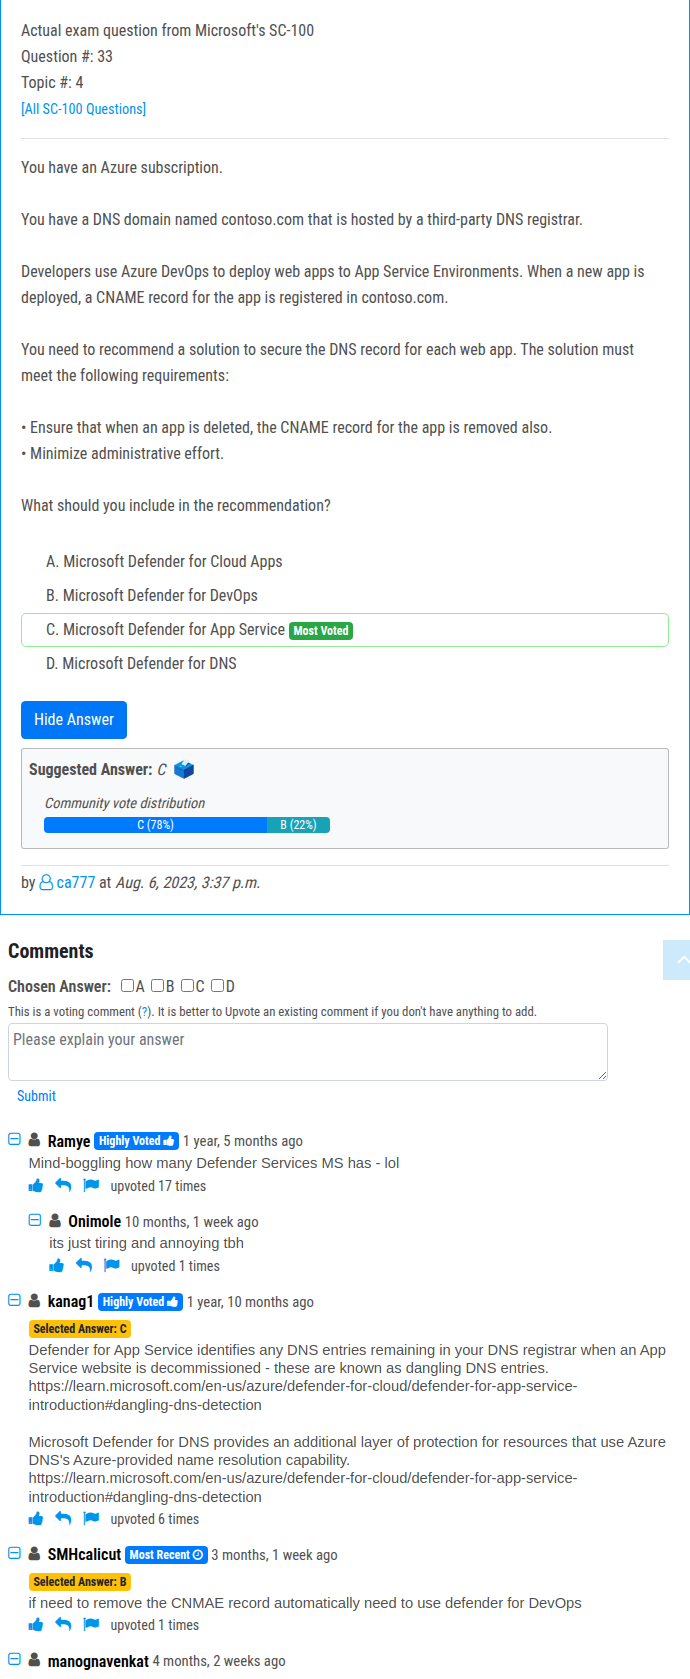 Actual exam question from Microsoft's SC-100
Question #: 33
Topic #: 4
[All SC-100 Questions]
You have an Azure subscription.
You have a DNS domain named contoso.com that is hosted by a third-party DNS registrar.
Developers use Azure DevOps to deploy web apps to App Service Environments. When a new app is
deployed, a CNAME record for the app is registered in contoso.com.
You need to recommend a solution to secure the DNS record for each web app. The solution must
meet the following requirements:
• Ensure that when an app is deleted, the CNAME record for the app is removed also.
• Minimize administrative effort.
What should you include in the recommendation?
A. Microsoft Defender for Cloud Apps
B. Microsoft Defender for DevOps
C. Microsoft Defender for App Service Most Voted
D. Microsoft Defender for DNS
Hide Answer
Suggested Answer: C
Community vote distribution
C (78%) B (22%)
by ca777 at Aug. 6, 2023, 3:37 p.m.
Comments
Chosen Answer: A B C D
This is a voting comment (?). It is better to Upvote an existing comment if you don't have anything to add.
Please explain your answer
Submit
Ramye Highly Voted 1 year, 5 months ago
Mind-boggling how many Defender Services MS has - lol
upvoted 17 times
Onimole 10 months, 1 week ago
its just tiring and annoying tbh
upvoted 1 times
kanag1 Highly Voted 1 year, 10 months ago
Selected Answer: C
Defender for App Service identifies any DNS entries remaining in your DNS registrar when an App
Service website is decommissioned - these are known as dangling DNS entries.
https://learn.microsoft.com/en-us/azure/defender-for-cloud/defender-for-app-service-
introduction#dangling-dns-detection
Microsoft Defender for DNS provides an additional layer of protection for resources that use Azure
DNS's Azure-provided name resolution capability.
https://learn.microsoft.com/en-us/azure/defender-for-cloud/defender-for-app-service-
introduction#dangling-dns-detection
upvoted 6 times
SMHcalicut Most Recent 3 months, 1 week ago
Selected Answer: B
if need to remove the CNMAE record automatically need to use defender for DevOps
upvoted 1 times
manognavenkat 4 months, 2 weeks ago